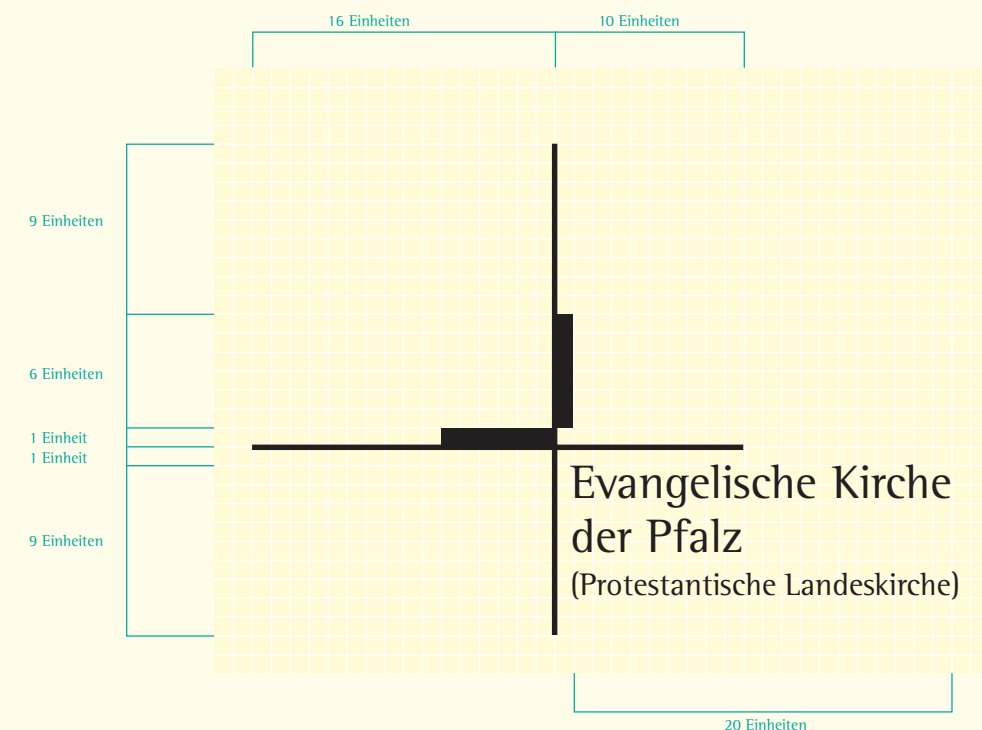 16 Einheiten
10 Einheiten
9 Einheiten
6 Einheiten
1 Einheit
1 Einheit
9 Einheiten
Evangelische Kirche
der Pfalz
(Protestantische Landeskirche)
20 Einheiten